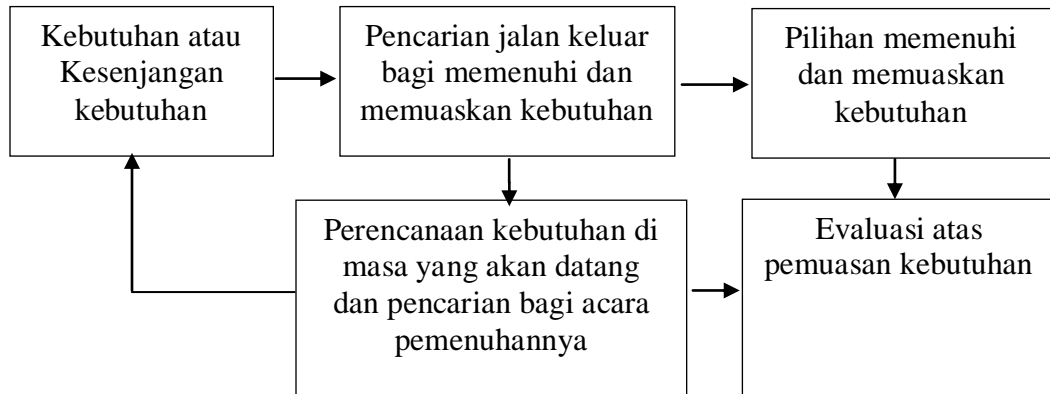 Kebutuhan atau
Kesenjangan
kebutuhan
Pencarian jalan keluar
bagi memenuhi dan
memuaskan kebutuhan
Pilihan memenuhi
dan memuaskan
kebutuhan
Perencanaan kebutuhan di
masa yang akan datang
dan pencarian bagi acara
pemenuhannya
Evaluasi atas
pemuasan kebutuhan